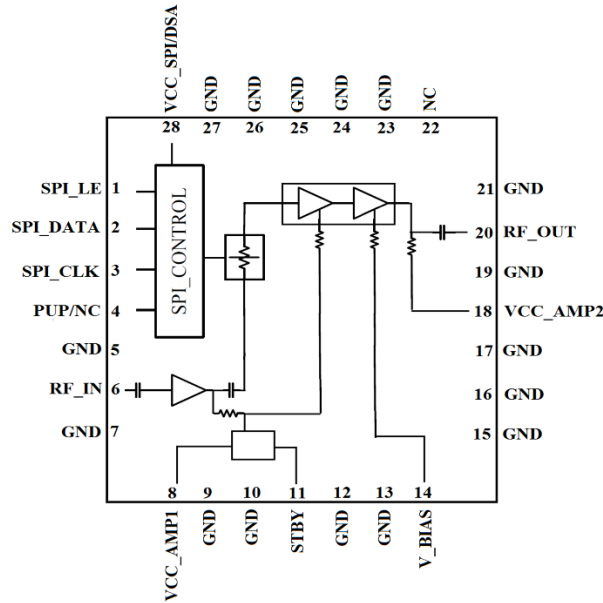 VCC_SPI/DSA
GND
GND
GND
GND
GND
NC
28
27
26
25
24
23
22
SPI_LE 1
SPI_DATA 2
SPI_CLK 3
PUP/NC 4
GND 5
RF_IN 6
GND 7
SPI_CONTROL
21 GND
20 RF_OUT
19 GND
18 VCC_AMP2
17 GND
16 GND
15 GND
8
9
10
11
12
13
14
VCC_AMP1
GND
GND
STBY
GND
GND
V_BIAS